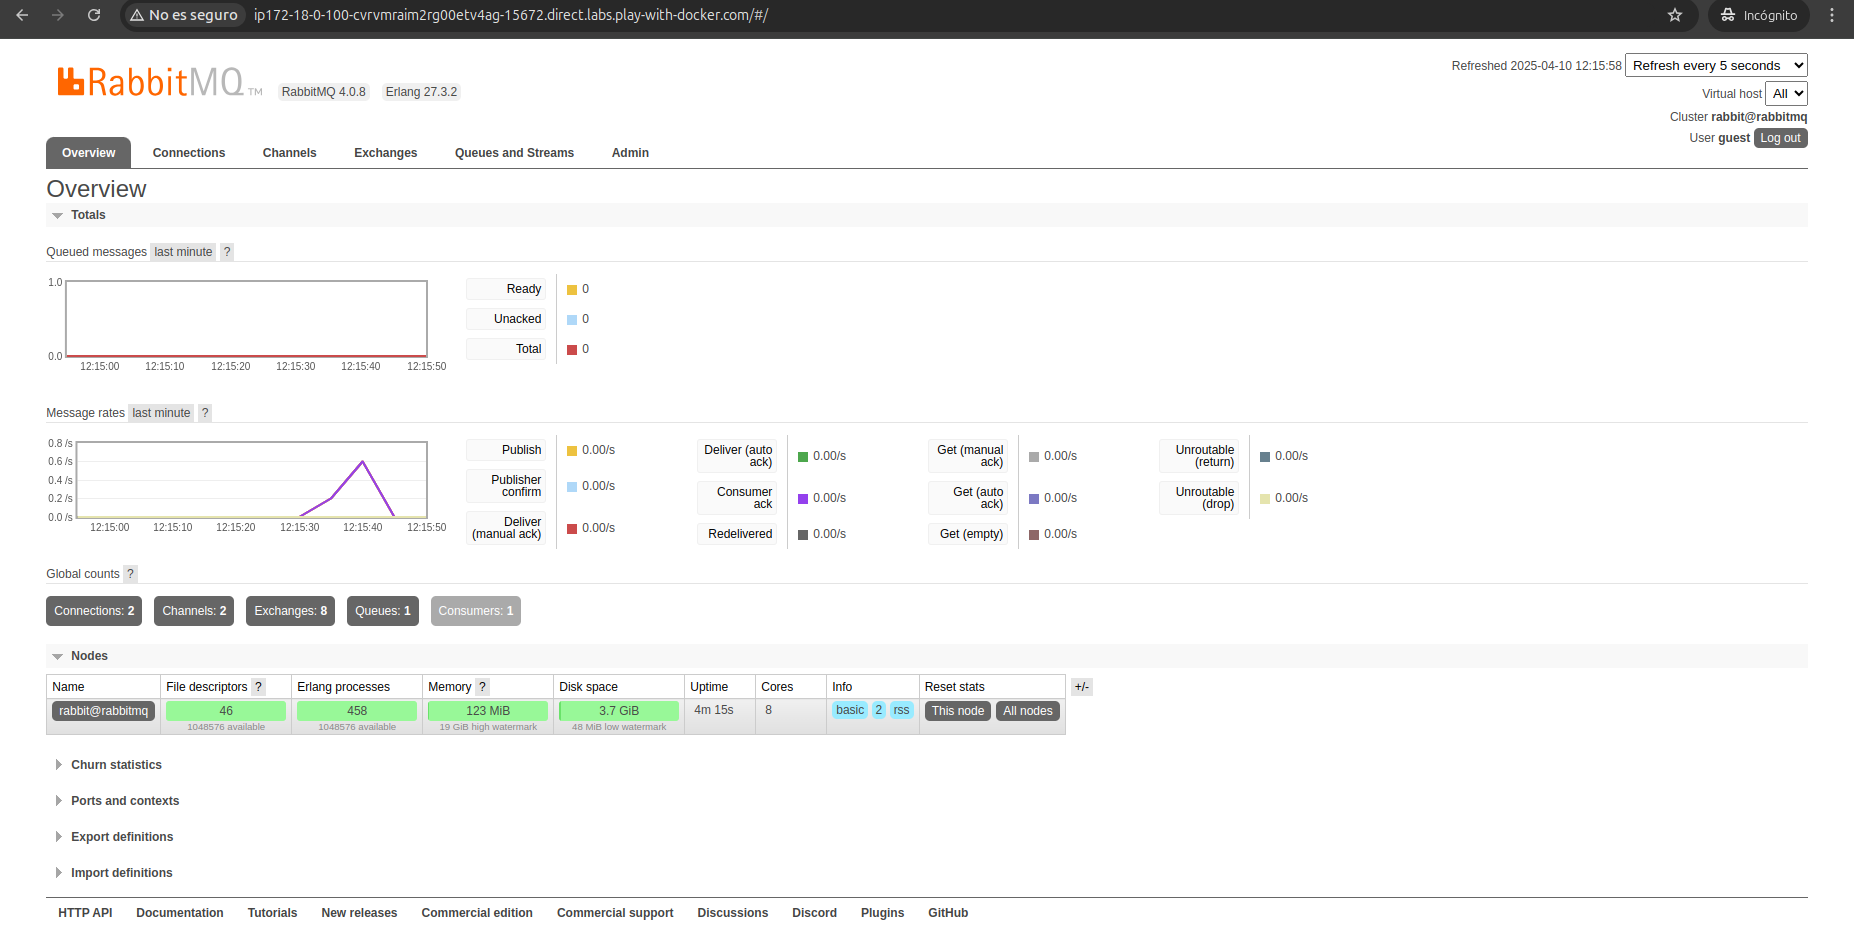 No es seguro ip172-18-0-100-cvrvmraim2rg00etv4ag-15672.direct.labs.play-with-docker.com/#/ Incógnito
RabbitMQ TM RabbitMQ 4.0.8 Erlang 27.3.2
Refreshed 2025-04-10 12:15:58 Refresh every 5 seconds
Virtual host All
Cluster rabbit@rabbitmq
User guest Log out
Overview Connections Channels Exchanges Queues and Streams Admin
Overview
Totals
Queued messages last minute ?
1.0
0.0
12:15:00 12:15:10 12:15:20 12:15:30 12:15:40 12:15:50
Ready 0
Unacked 0
Total 0
Message rates last minute ?
0.8 /s
0.6 /s
0.4 /s
0.2 /s
0.0 /s
12:15:00 12:15:10 12:15:20 12:15:30 12:15:40 12:15:50
Publish 0.00/s
Publisher
confirm 0.00/s
Deliver
(manual ack) 0.00/s
Deliver (auto
ack) 0.00/s
Consumer
ack 0.00/s
Redelivered 0.00/s
Get (manual
ack) 0.00/s
Get (auto
ack) 0.00/s
Get (empty) 0.00/s
Unroutable
(return) 0.00/s
Unroutable
(drop) 0.00/s
Global counts ?
Connections: 2 Channels: 2 Exchanges: 8 Queues: 1 Consumers: 1
Nodes
Name File descriptors ? Erlang processes Memory ? Disk space Uptime Cores Info Reset stats +/-
rabbit@rabbitmq 46 458 123 MiB 3.7 GiB 4m 15s 8 basic 2 rss This node All nodes
1048576 available 1048576 available 19 GiB high watermark 48 MiB low watermark
Churn statistics
Ports and contexts
Export definitions
Import definitions
HTTP API Documentation Tutorials New releases Commercial edition Commercial support Discussions Discord Plugins GitHub